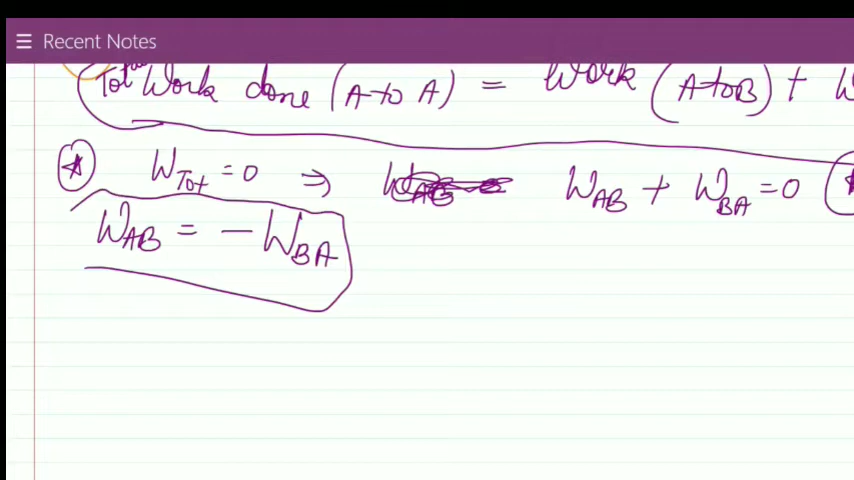 ☰ Recent Notes
Total Work done (A to A) = Work (A to B) + W
W_Tot = 0 ⇒ W_AB + W_BA = 0
W_AB = - W_BA